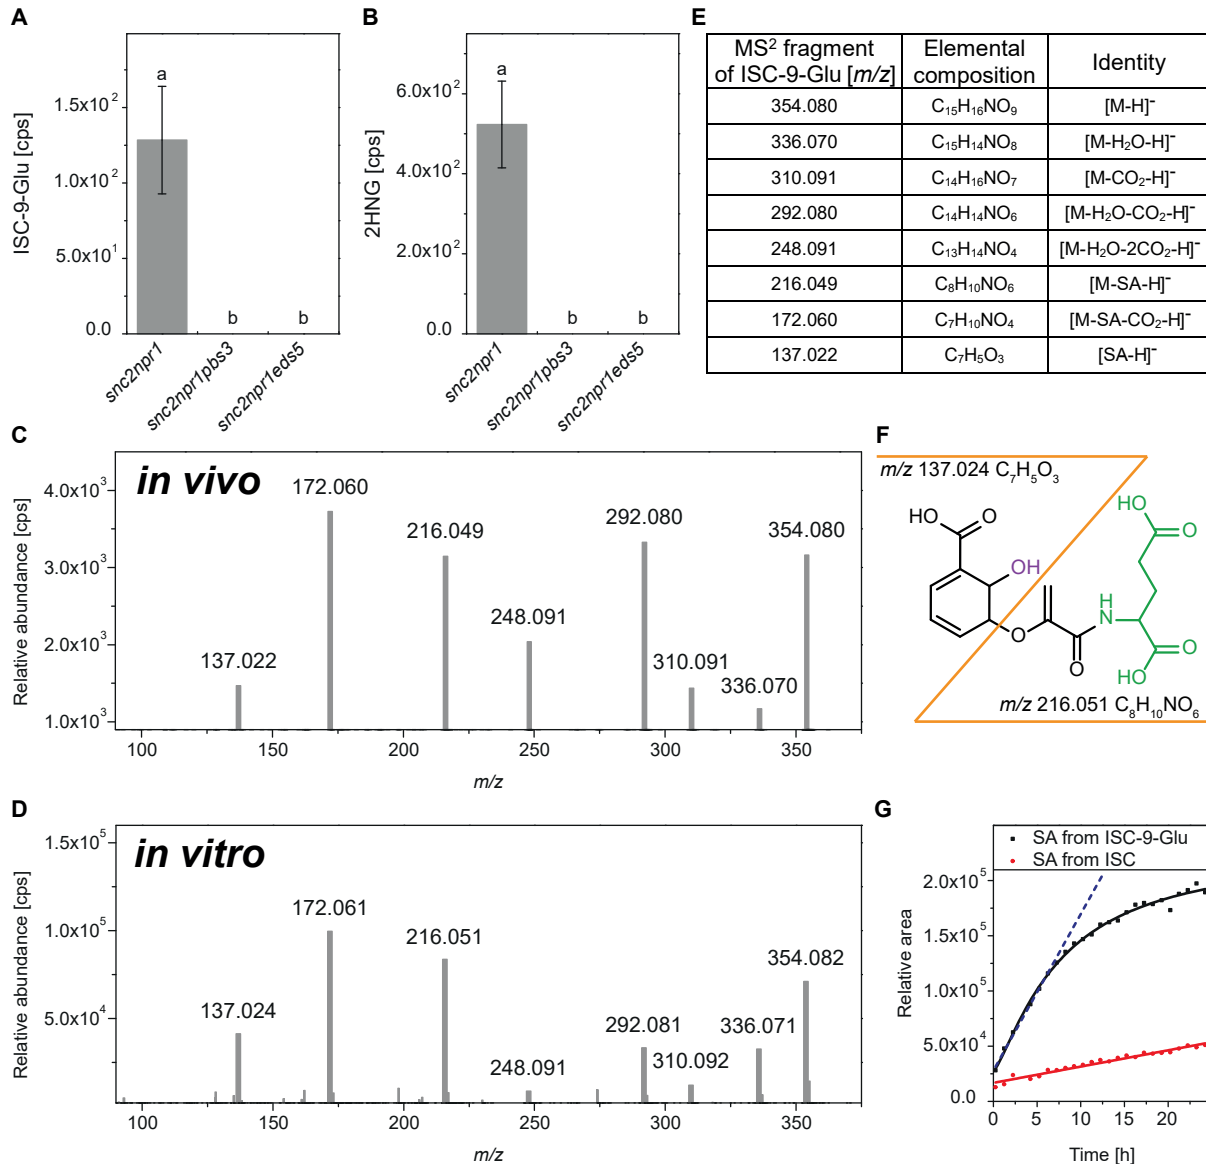 A
ISC-9-Glu [cps]
1.5x10²
1.0x10²
5.0x10¹
0.0
a
b
b
snc2npr1
snc2npr1pbs3
snc2npr1eds5
B
2HNG [cps]
6.0x10²
4.0x10²
2.0x10²
0.0
a
b
b
snc2npr1
snc2npr1pbs3
snc2npr1eds5
E
MS² fragment of ISC-9-Glu [m/z] Elemental composition Identity
354.080 C₁₅H₁₆NO₉ [M-H]⁻
336.070 C₁₅H₁₄NO₈ [M-H₂O-H]⁻
310.091 C₁₄H₁₆NO₇ [M-CO₂-H]⁻
292.080 C₁₄H₁₄NO₆ [M-H₂O-CO₂-H]⁻
248.091 C₁₃H₁₄NO₄ [M-H₂O-2CO₂-H]⁻
216.049 C₈H₁₀NO₆ [M-SA-H]⁻
172.060 C₇H₁₀NO₄ [M-SA-CO₂-H]⁻
137.022 C₇H₅O₃ [SA-H]⁻
C
in vivo
Relative abundance [cps]
4.0x10³
3.0x10³
2.0x10³
1.0x10³
137.022
172.060
216.049
248.091
292.080
310.091
336.070
354.080
100 150 200 250 300 350
m/z
F
m/z 137.024 C₇H₅O₃
HO
O
OH
O
O
N
H
HO
O
HO
O
m/z 216.051 C₈H₁₀NO₆
D
in vitro
Relative abundance [cps]
1.5x10⁵
1.0x10⁵
5.0x10⁴
137.024
172.061
216.051
248.091
292.081
310.092
336.071
354.082
100 150 200 250 300 350
m/z
G
SA from ISC-9-Glu
SA from ISC
Relative area
2.0x10⁵
1.5x10⁵
1.0x10⁵
5.0x10⁴
0.0
0 5 10 15 20
Time [h]